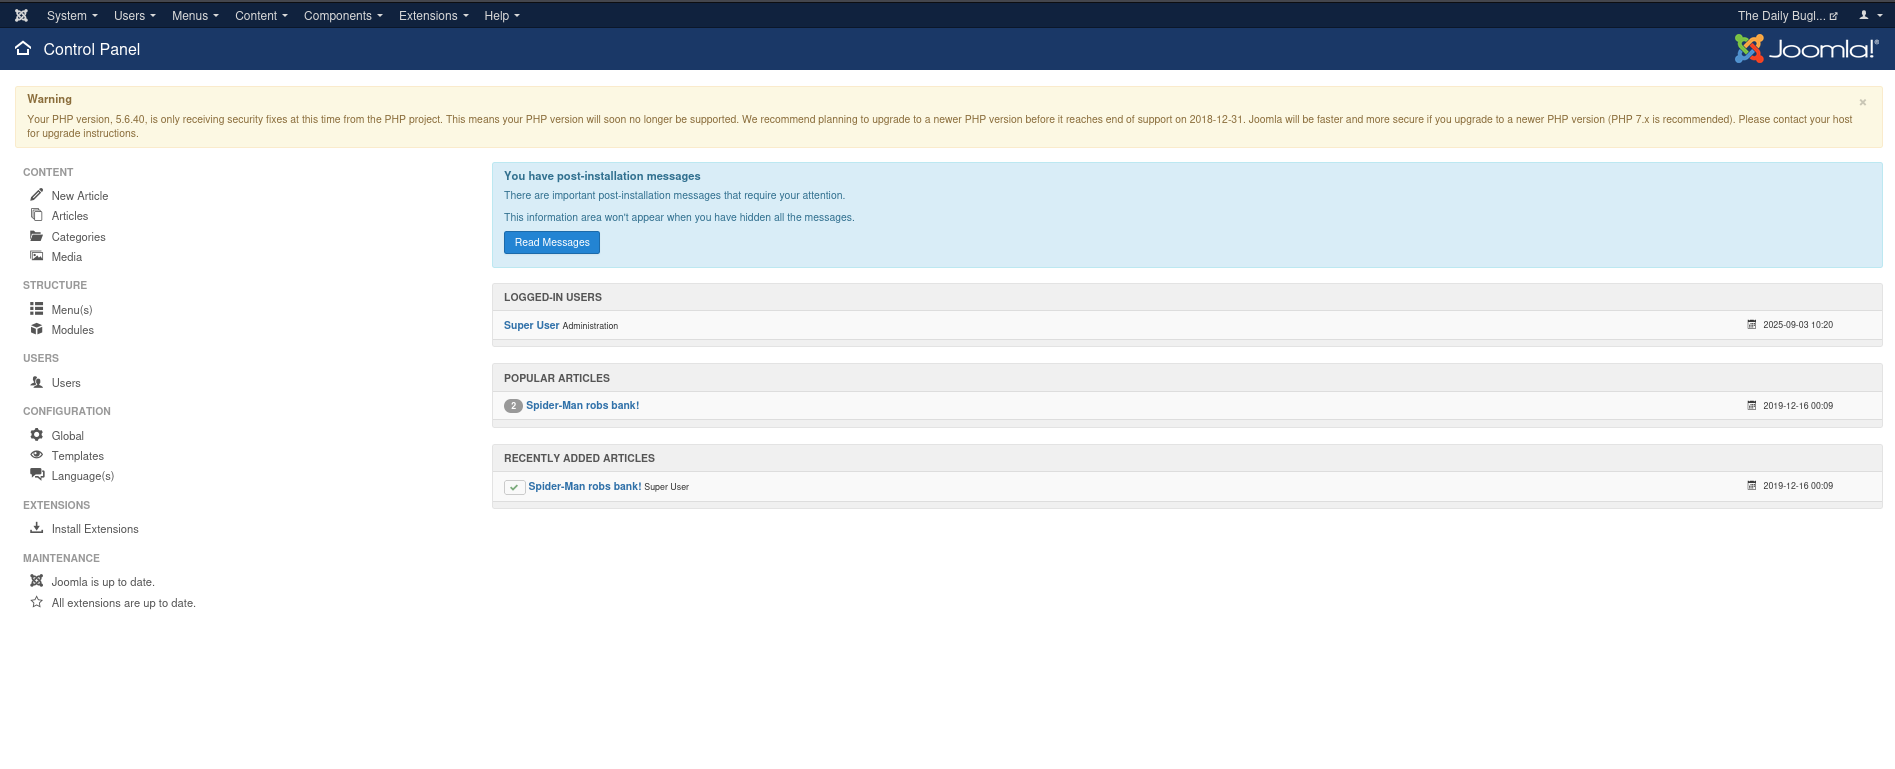 System Users Menus Content Components Extensions Help The Daily Bugl...
Control Panel Joomla!®
Warning ×
Your PHP version, 5.6.40, is only receiving security fixes at this time from the PHP project. This means your PHP version will soon no longer be supported. We recommend planning to upgrade to a newer PHP version before it reaches end of support on 2018-12-31. Joomla will be faster and more secure if you upgrade to a newer PHP version (PHP 7.x is recommended). Please contact your host
for upgrade instructions.
CONTENT
New Article
Articles
Categories
Media
STRUCTURE
Menu(s)
Modules
USERS
Users
CONFIGURATION
Global
Templates
Language(s)
EXTENSIONS
Install Extensions
MAINTENANCE
Joomla is up to date.
All extensions are up to date.
You have post-installation messages
There are important post-installation messages that require your attention.
This information area won't appear when you have hidden all the messages.
Read Messages
LOGGED-IN USERS
Super User Administration 2025-09-03 10:20
POPULAR ARTICLES
2 Spider-Man robs bank! 2019-12-16 00:09
RECENTLY ADDED ARTICLES
Spider-Man robs bank! Super User 2019-12-16 00:09